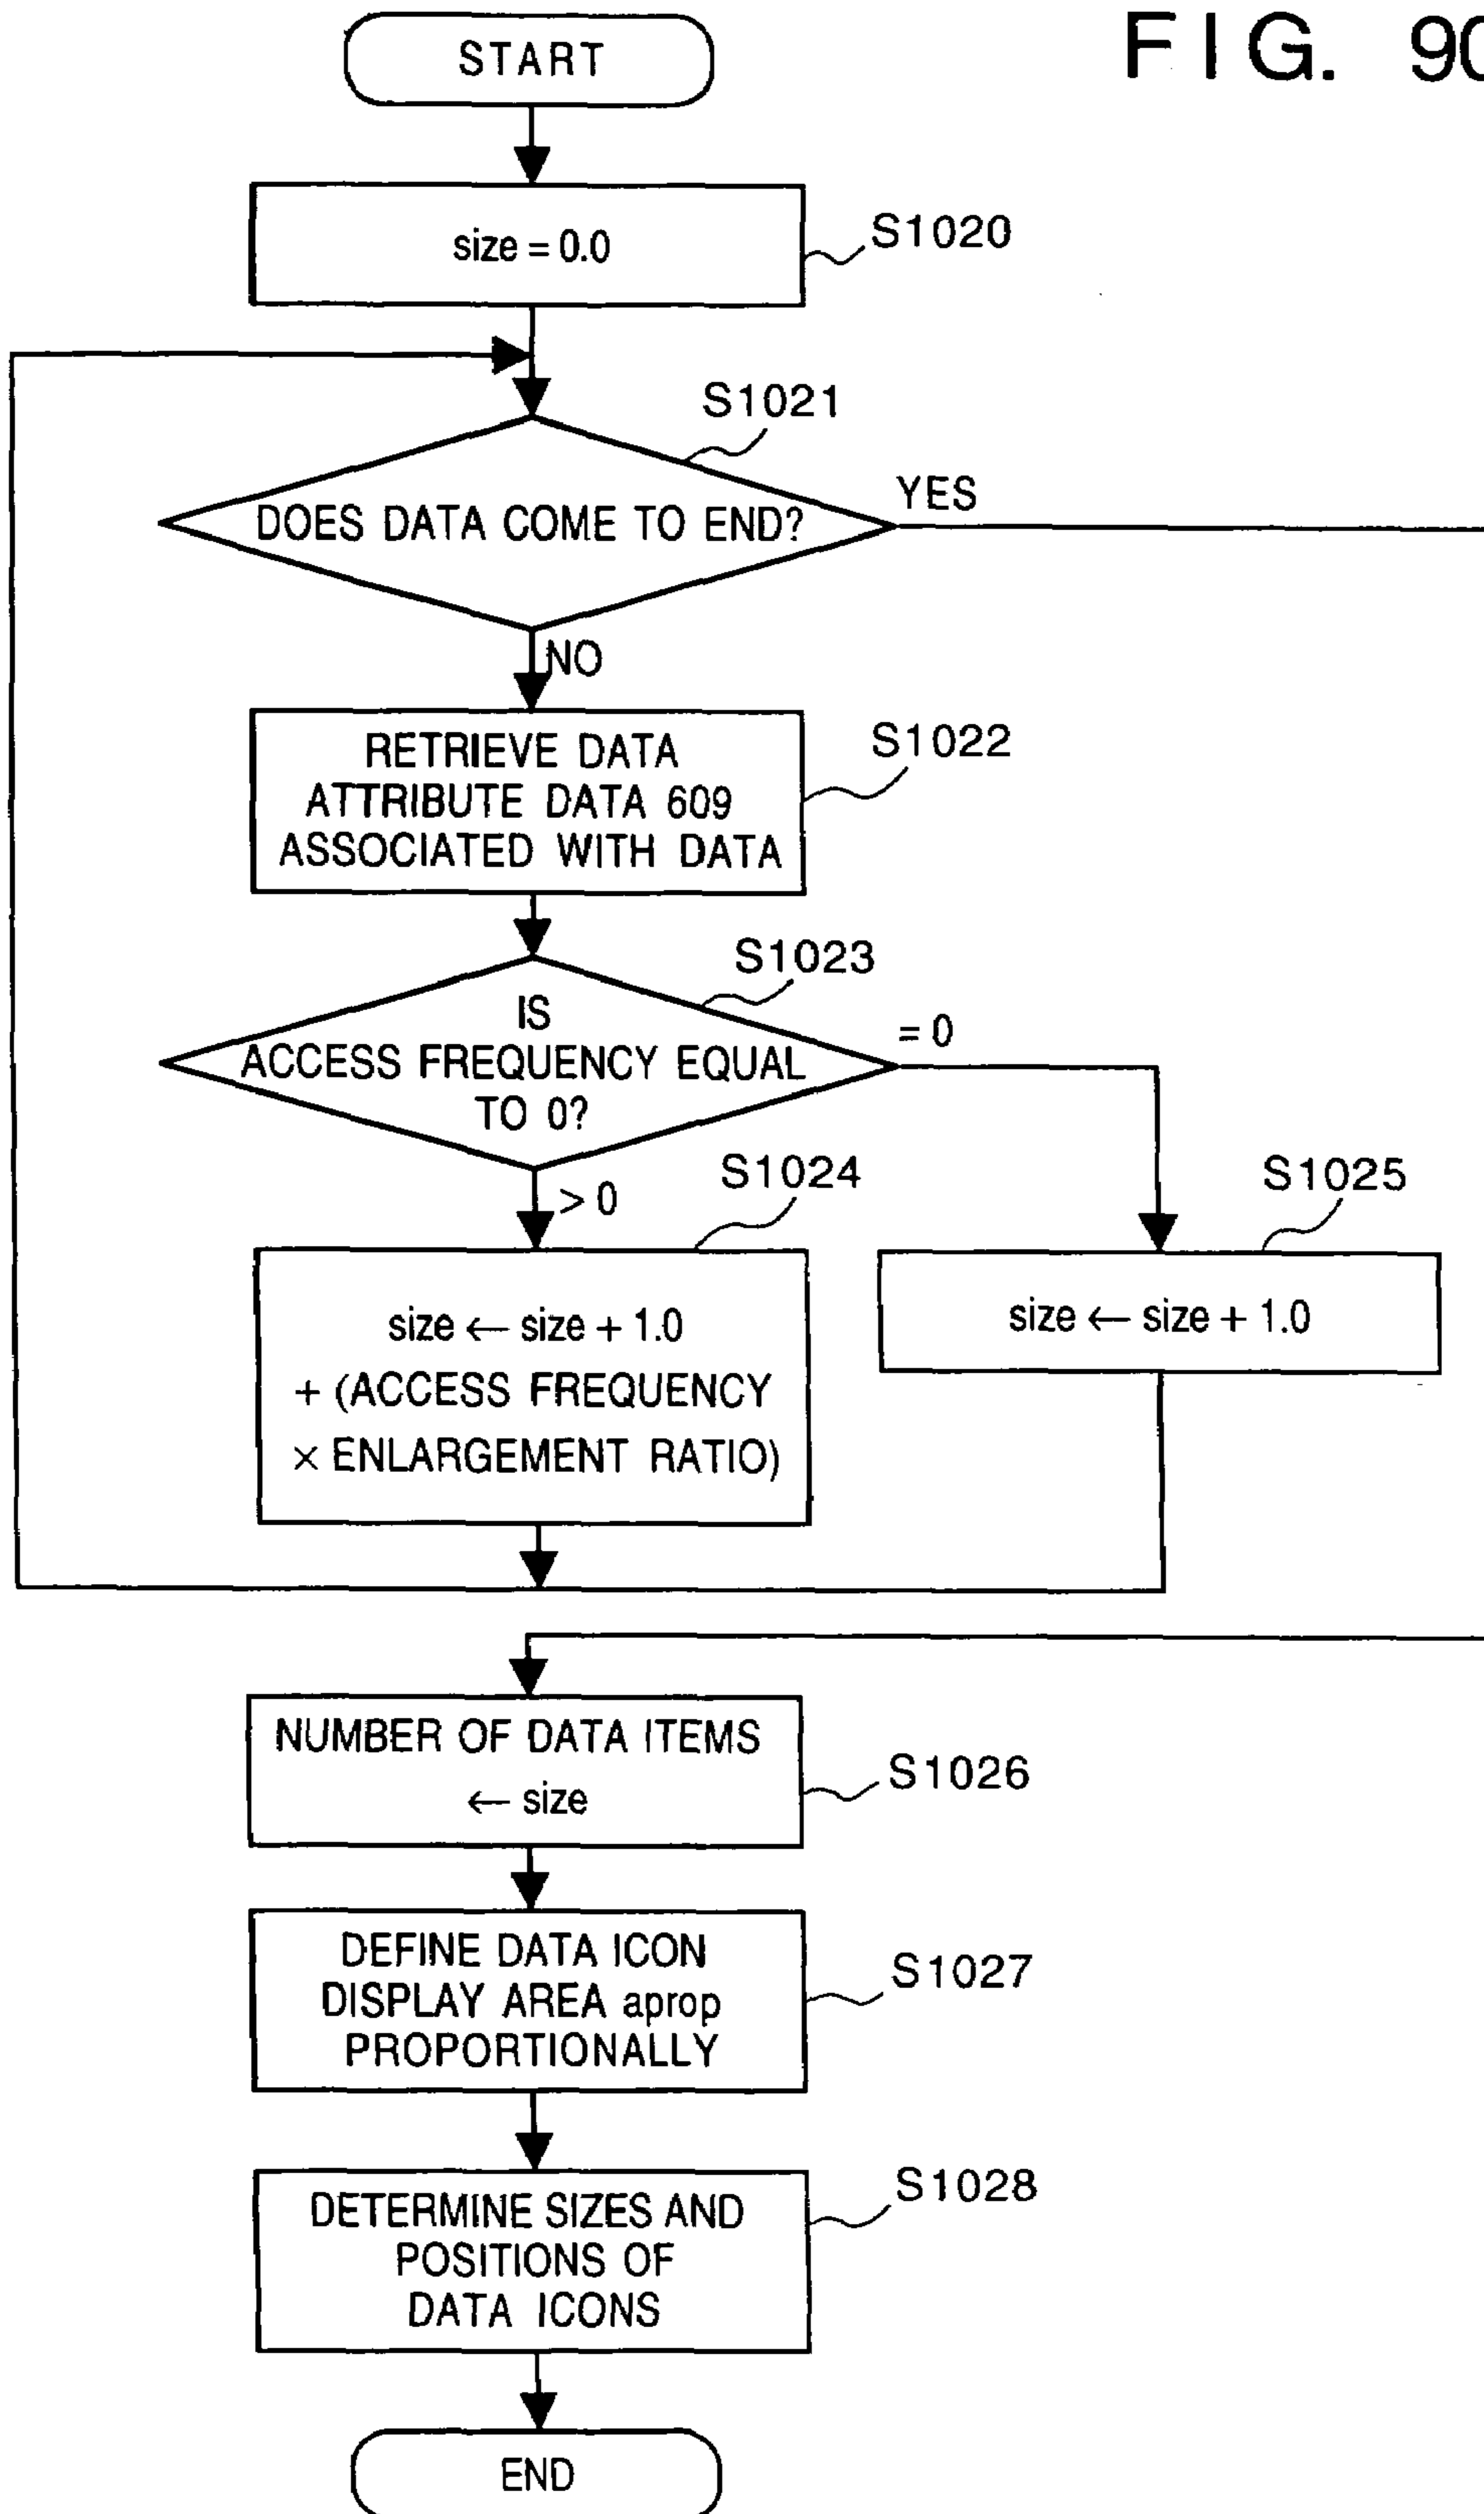 START
FIG. 90
size = 0.0
S1020
S1021
DOES DATA COME TO END?
YES
NO
RETRIEVE DATA
ATTRIBUTE DATA 609
ASSOCIATED WITH DATA
S1022
S1023
IS
ACCESS FREQUENCY EQUAL
TO 0?
= 0
> 0
S1024
size ← size + 1.0
+ (ACCESS FREQUENCY
× ENLARGEMENT RATIO)
S1025
size ← size + 1.0
NUMBER OF DATA ITEMS
← size
S1026
DEFINE DATA ICON
DISPLAY AREA aprop
PROPORTIONALLY
S1027
DETERMINE SIZES AND
POSITIONS OF
DATA ICONS
S1028
END